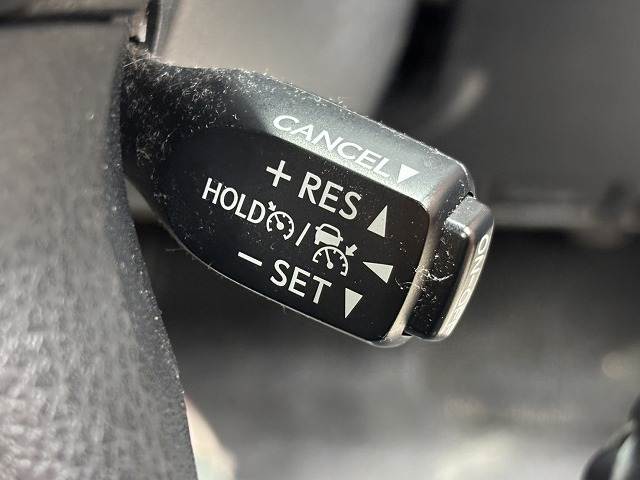 CANCEL▼
+ RES ▲
HOLD /
− SET ▼